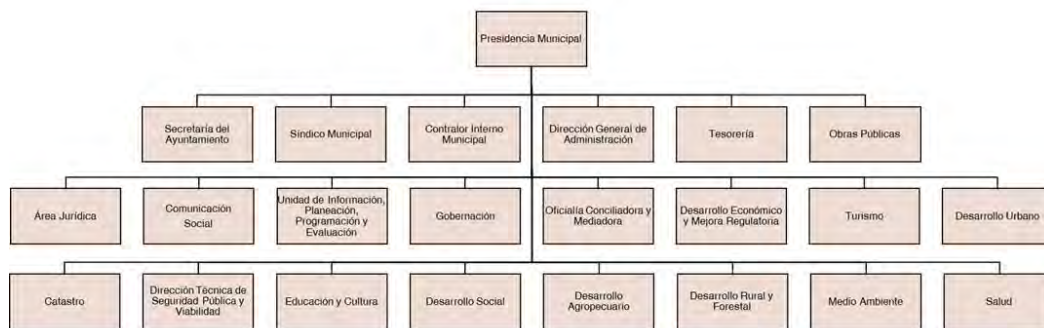 Presidencia Municipal
Secretaría del
Ayuntamiento
Síndico Municipal
Contralor Interno
Municipal
Dirección General de
Administración
Tesorería
Obras Públicas
Área Jurídica
Comunicación
Social
Unidad de Información,
Planeación,
Programación y
Evaluación
Gobernación
Oficialía Conciliadora y
Mediadora
Desarrollo Económico
y Mejora Regulatoria
Turismo
Desarrollo Urbano
Catastro
Dirección Técnica de
Seguridad Pública y
Viabilidad
Educación y Cultura
Desarrollo Social
Desarrollo
Agropecuario
Desarrollo Rural y
Forestal
Medio Ambiente
Salud